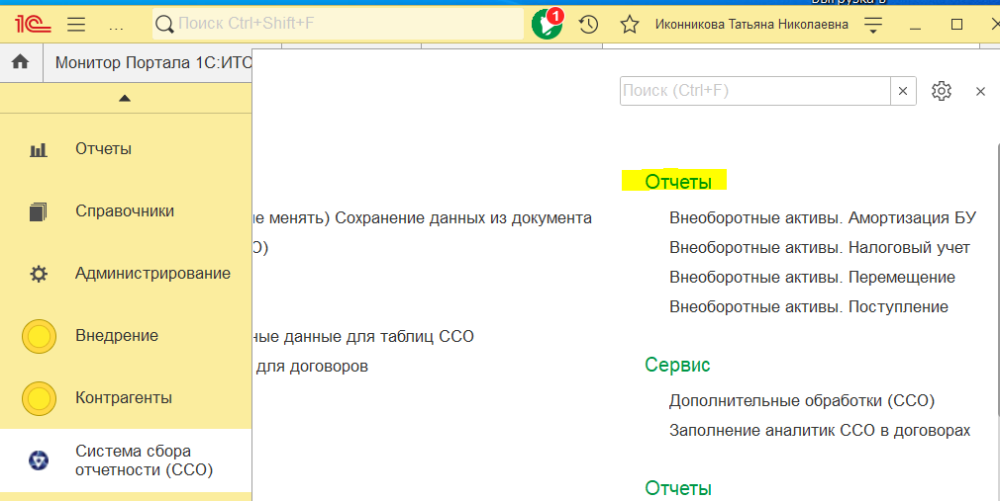 Выгрузка в
1С
...
Поиск Ctrl+Shift+F
1
Иконникова Татьяна Николаевна
Монитор Портала 1С:ИТС
Поиск (Ctrl+F)
Отчеты
Справочники
Администрирование
Внедрение
Контрагенты
Система сбора
отчетности (ССО)
не менять) Сохранение данных из документа
О)
ные данные для таблиц ССО
для договоров
Отчеты
Внеоборотные активы. Амортизация БУ
Внеоборотные активы. Налоговый учет
Внеоборотные активы. Перемещение
Внеоборотные активы. Поступление
Сервис
Дополнительные обработки (ССО)
Заполнение аналитик ССО в договорах
Отчеты